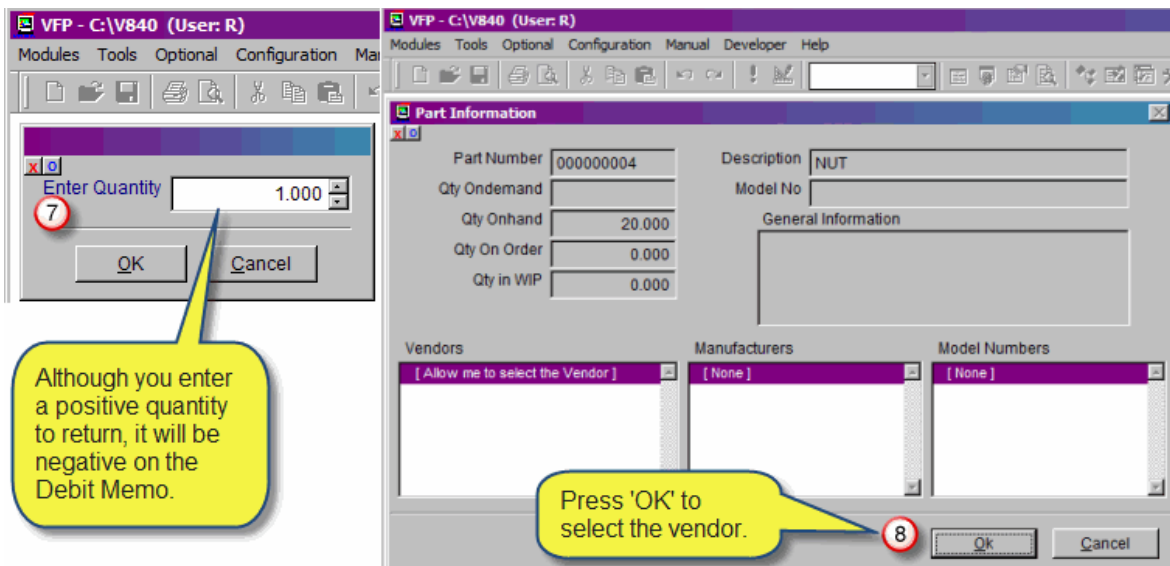 VFP - C:\V840 (User: R)
Modules Tools Optional Configuration Mar
x o
Enter Quantity 1.000
7
OK Cancel
Although you enter
a positive quantity
to return, it will be
negative on the
Debit Memo.
VFP - C:\V840 (User: R)
Modules Tools Optional Configuration Manual Developer Help
Part Information
x o
Part Number 000000004 Description NUT
Qty Ondemand Model No
Qty Onhand 20.000 General Information
Qty On Order 0.000
Qty in WIP 0.000
Vendors Manufacturers Model Numbers
[ Allow me to select the Vendor ] [ None ] [ None ]
Press 'OK' to
select the vendor.
8
Ok Cancel